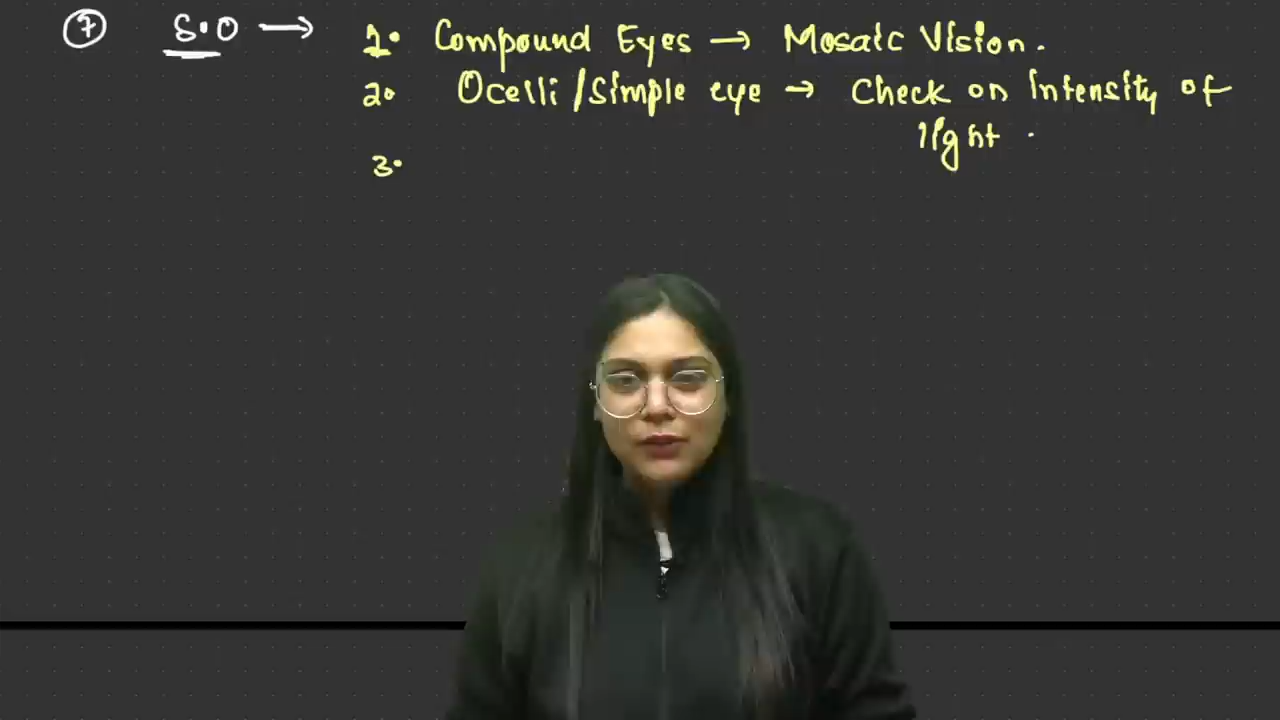 7 S.O → 1. Compound Eyes → Mosaic Vision.
2. Ocelli/Simple eye → Check on Intensity of
light.
3.